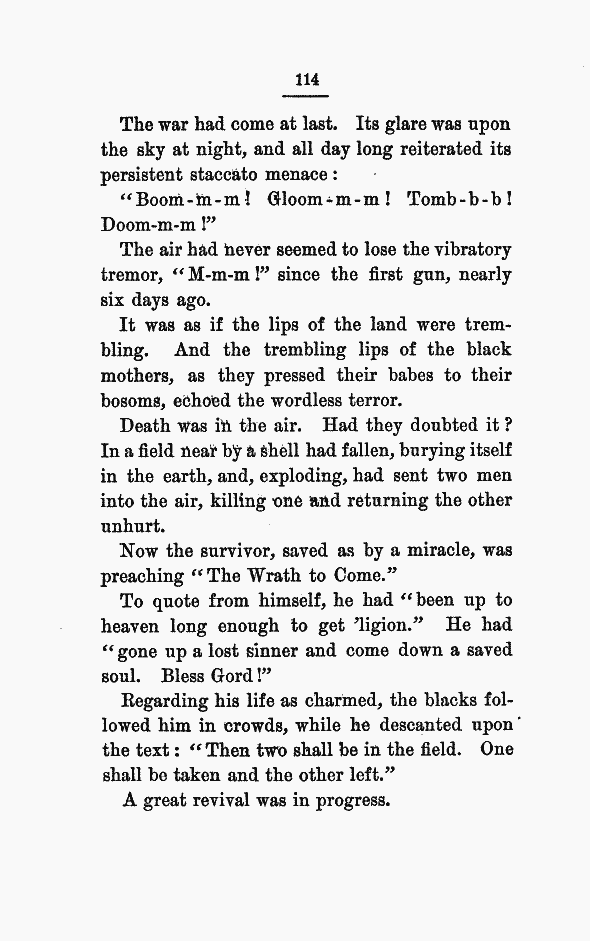 114
The war had come at last. Its glare was upon
the sky at night, and all day long reiterated its
persistent staccato menace :
“Boom-m-m ! Gloom-m-m ! Tomb-b-b !
Doom-m-m !”
The air had never seemed to lose the vibratory
tremor, “M-m-m !” since the first gun, nearly
six days ago.
It was as if the lips of the land were trem-
bling. And the trembling lips of the black
mothers, as they pressed their babes to their
bosoms, echoed the wordless terror.
Death was in the air. Had they doubted it ?
In a field near by a shell had fallen, burying itself
in the earth, and, exploding, had sent two men
into the air, killing one and returning the other
unhurt.
Now the survivor, saved as by a miracle, was
preaching “The Wrath to Come.”
To quote from himself, he had “been up to
heaven long enough to get ’ligion.” He had
“gone up a lost sinner and come down a saved
soul. Bless Gord !”
Regarding his life as charmed, the blacks fol-
lowed him in crowds, while he descanted upon
the text : “Then two shall be in the field. One
shall be taken and the other left.”
A great revival was in progress.